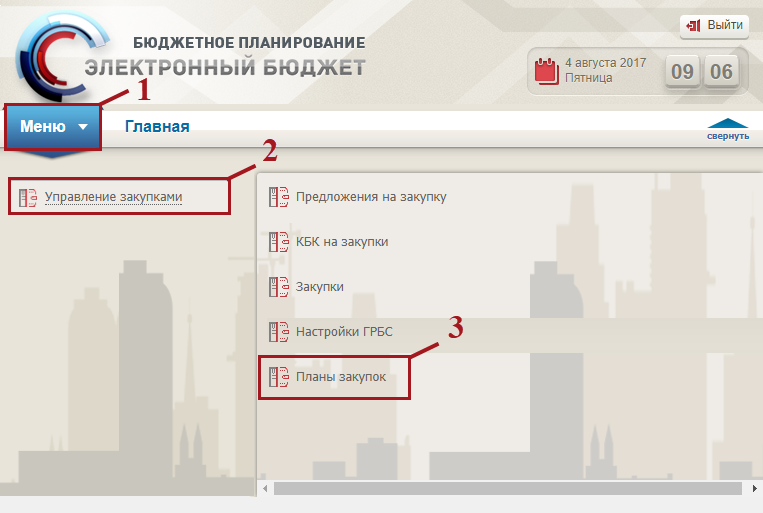 БЮДЖЕТНОЕ ПЛАНИРОВАНИЕ
ЭЛЕКТРОННЫЙ БЮДЖЕТ
Выйти
4 августа 2017
Пятница
09 06
1
Меню
Главная
свернуть
2
Управление закупками
Предложения на закупку
КБК на закупки
Закупки
Настройки ГРБС
3
Планы закупок